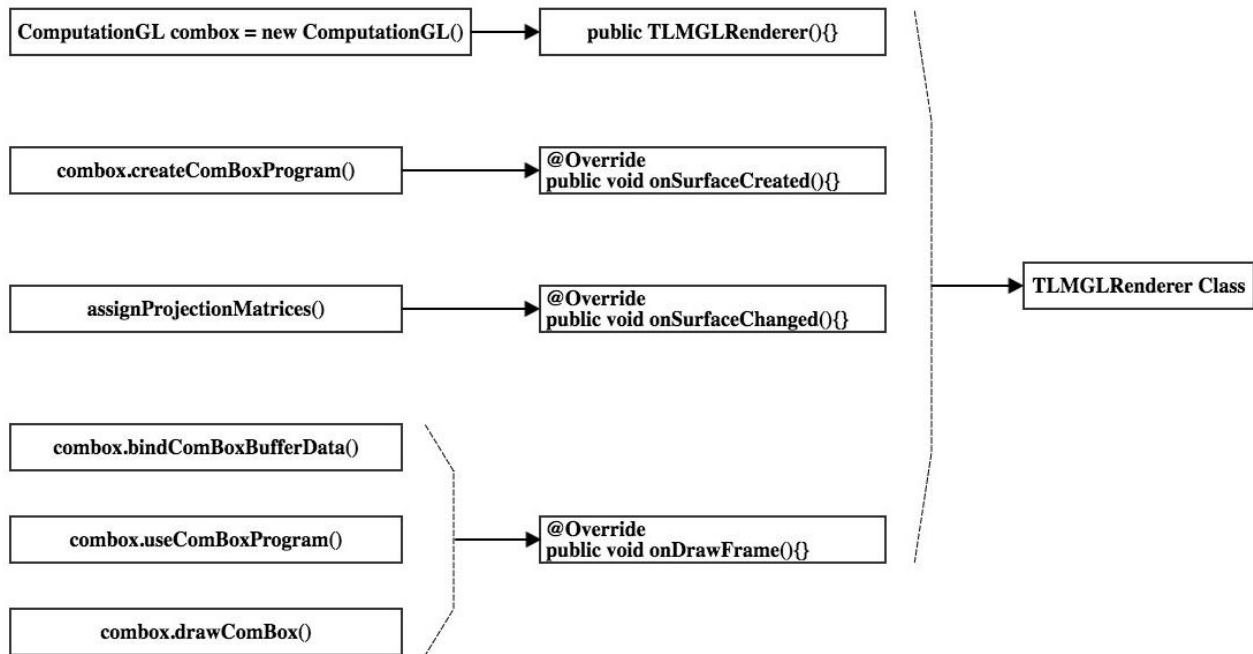 ComputationGL combox = new ComputationGL()
public TLMGLRenderer(){}
combox.createComBoxProgram()
@Override
public void onSurfaceCreated(){}
assignProjectionMatrices()
@Override
public void onSurfaceChanged(){}
TLMGLRenderer Class
combox.bindComBoxBufferData()
combox.useComBoxProgram()
@Override
public void onDrawFrame(){}
combox.drawComBox()